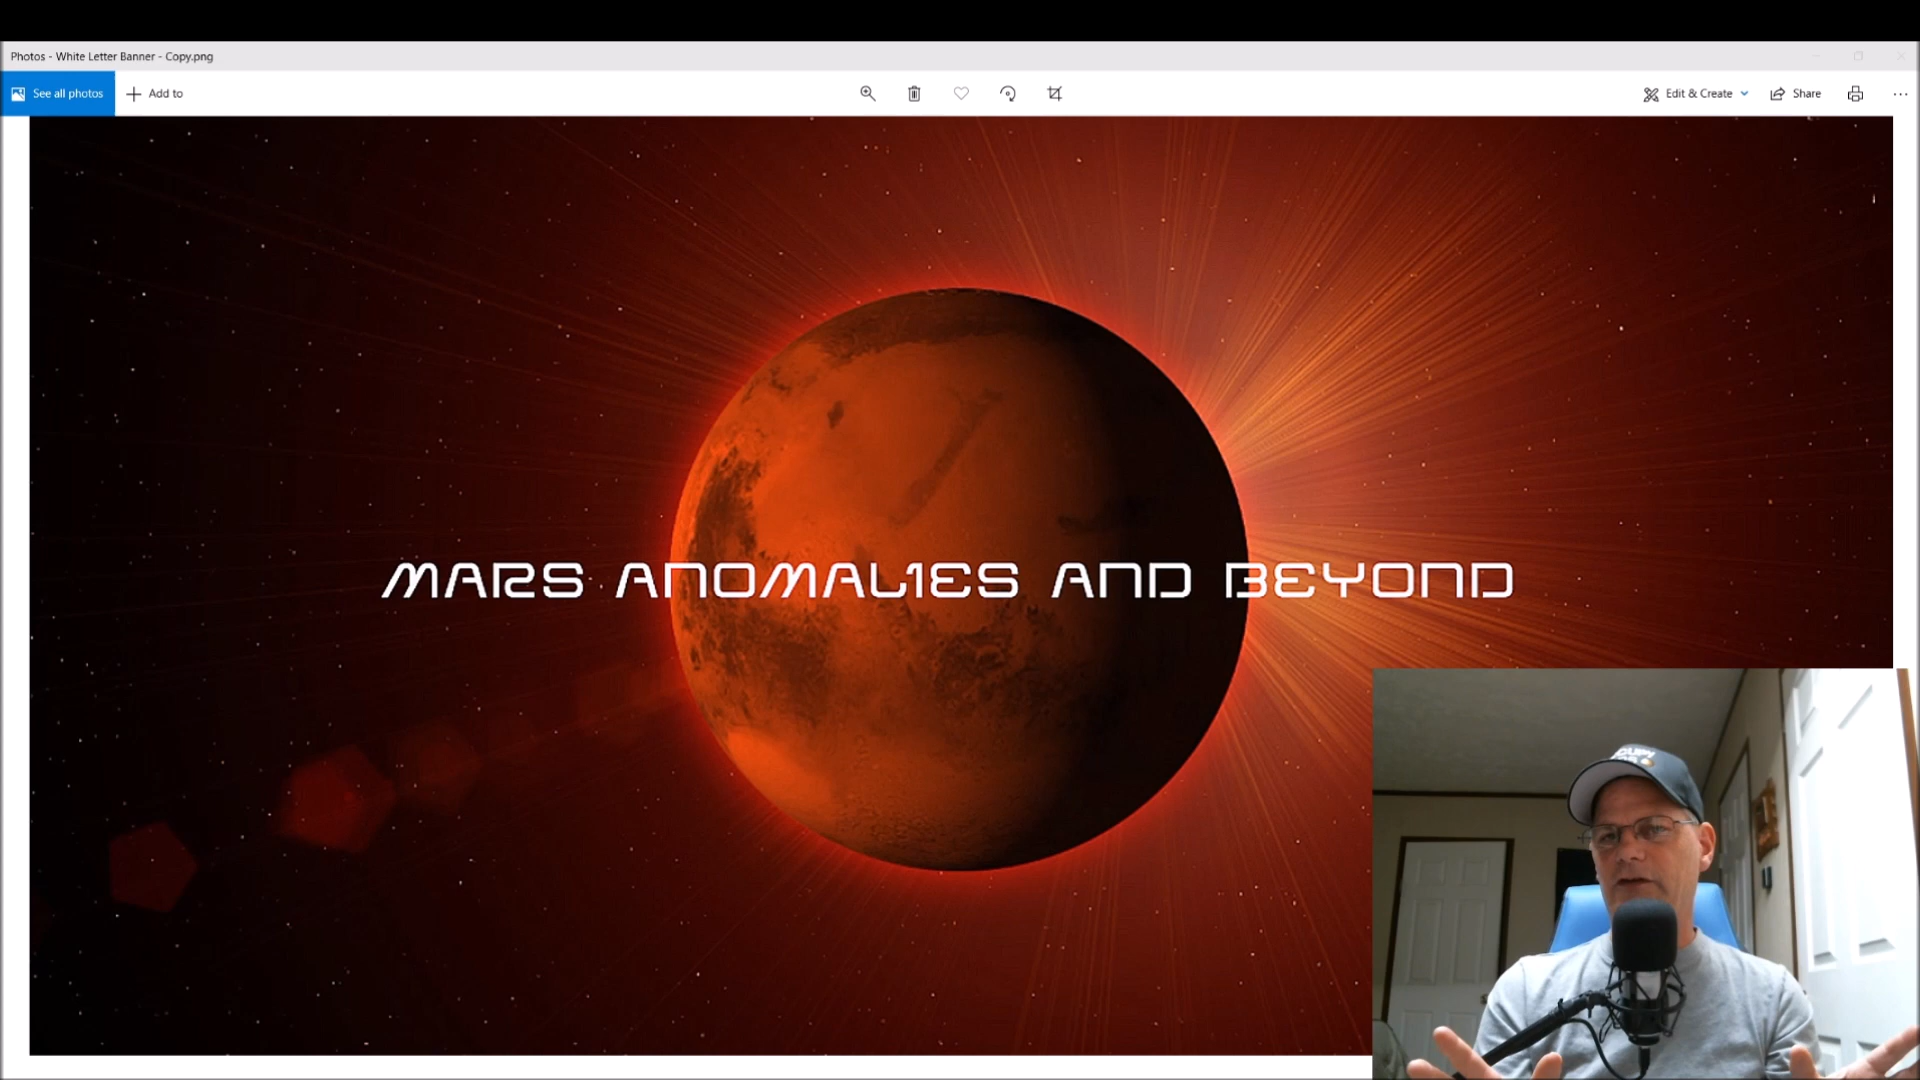 Photos - White Letter Banner - Copy.png
See all photos
Add to
Edit & Create
Share
MARS ANOMALIES AND BEYOND